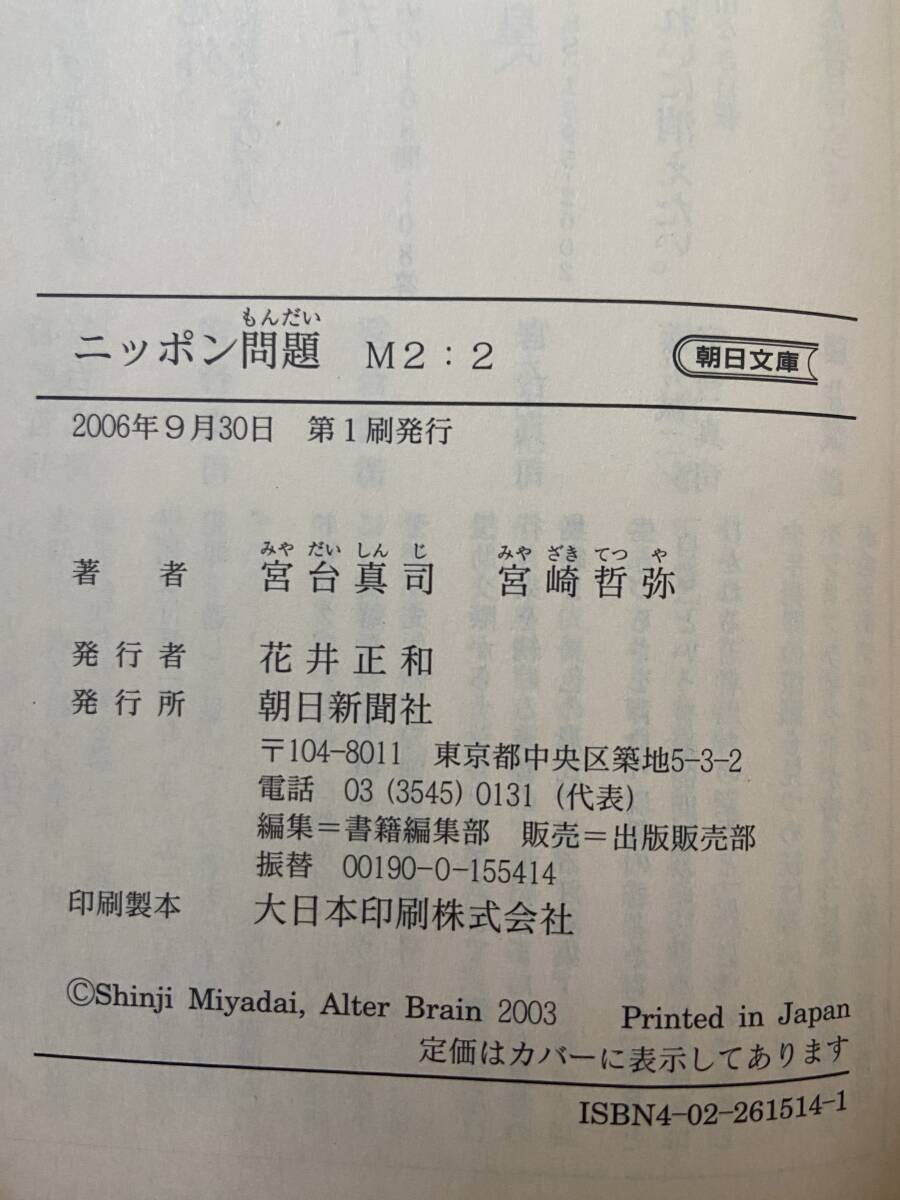 もんだい
ニッポン問題 M2:2
朝日文庫
2006年9月30日 第1刷発行
みや だい しん じ みや ざき てつ や
著者 宮台真司 宮崎哲弥
発行者 花井正和
発行所 朝日新聞社
〒104-8011 東京都中央区築地5-3-2
電話 03(3545)0131(代表)
編集=書籍編集部 販売=出版販売部
振替 00190-0-155414
印刷製本 大日本印刷株式会社
©Shinji Miyadai, Alter Brain 2003 Printed in Japan
定価はカバーに表示してあります
ISBN4-02-261514-1